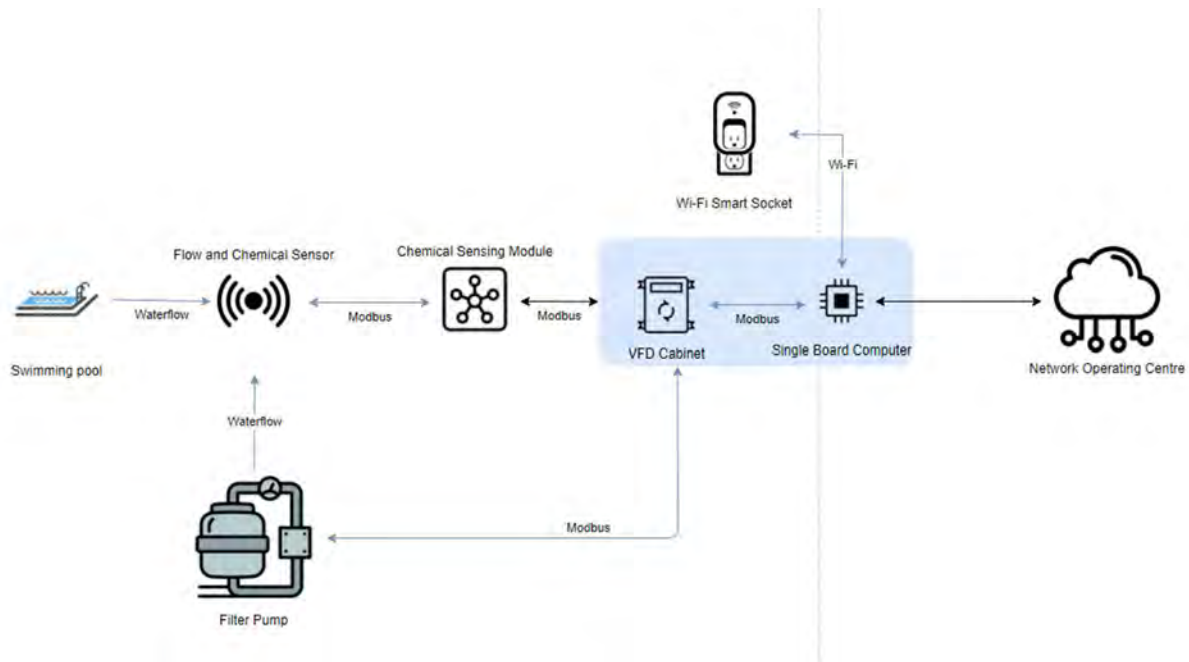 Wi-Fi
Wi-Fi Smart Socket
Flow and Chemical Sensor
Chemical Sensing Module
Waterflow
Modbus
Modbus
Modbus
VFD Cabinet
Single Board Computer
Swimming pool
Network Operating Centre
Waterflow
Modbus
Filter Pump